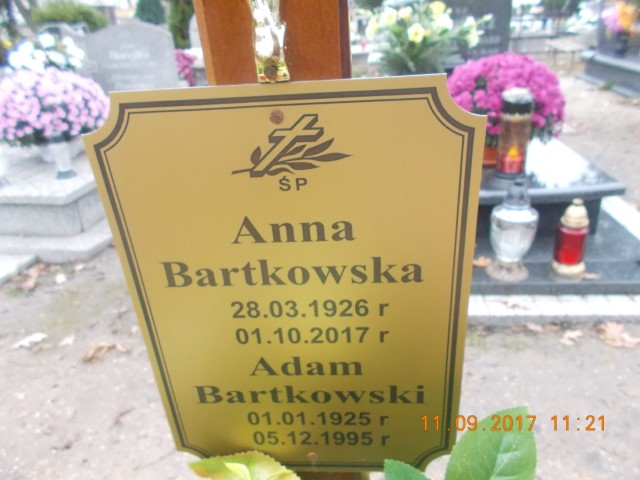 ŚP
Anna
Bartkowska
28.03.1926 r
01.10.2017 r
Adam
Bartkowski
01.01.1925 r
05.12.1995 r
11.09.2017 11:21